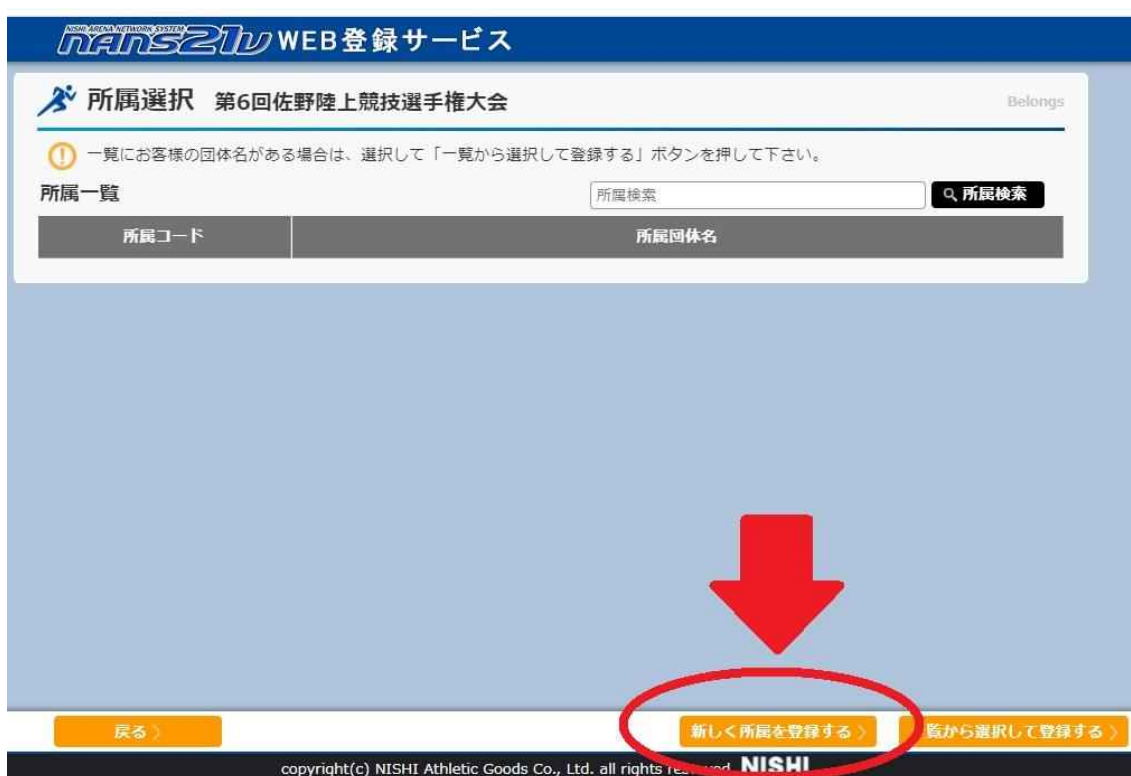 NISHI ARENA NETWORK SYSTEM
nANS21V WEB登録サービス
所属選択 第6回佐野陸上競技選手権大会 Belongs
一覧にお客様の団体名がある場合は、選択して「一覧から選択して登録する」ボタンを押して下さい。
所属一覧 所属検索 所属検索
所属コード 所属団体名
戻る 新しく所属を登録する 覧から選択して登録する
copyright(c) NISHI Athletic Goods Co., Ltd. all rights reserved. NISHI